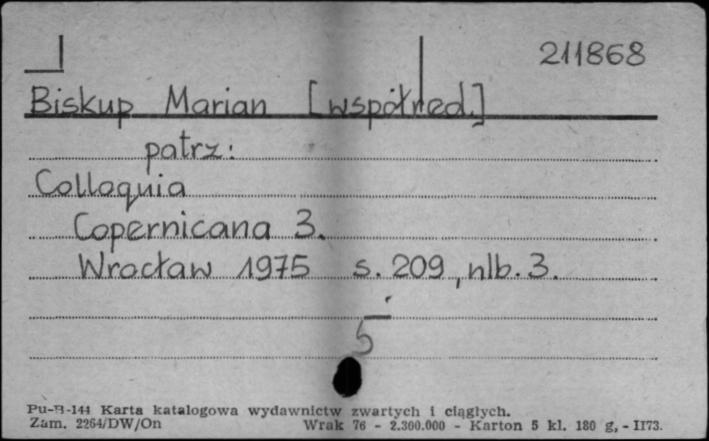 211868
Biskup Marian [współred.]
patrz:
Colloquia
Copernicana 3.
Wrocław 1975 s. 209, nlb. 3.
5
Pu-B-144 Karta katalogowa wydawnictw zwartych i ciągłych.
Zam. 2264/DW/On Wrak 76 - 2.300.000 - Karton 5 kl. 180 g, - II73.